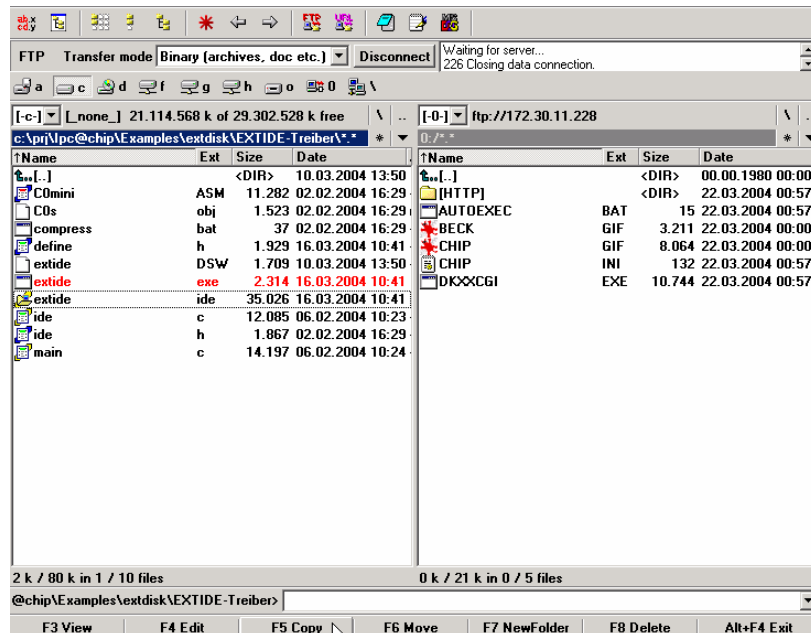 ab.x
cd.y
FTP
URL
FTP Transfer mode Binary (archives, doc etc.) Disconnect Waiting for server...
226 Closing data connection.
a c d f g h o 0 \
[-c-] [_none_] 21.114.568 k of 29.302.528 k free \ .. [-0-] ftp://172.30.11.228 \ .
c:\prj\Ipc@chip\Examples\extdisk\EXTIDE-Treiber\*.* * 0:/*.* *
↑Name Ext Size Date ↑Name Ext Size Date
[..] <DIR> 10.03.2004 13:50 [..] <DIR> 00.00.1980 00:00
C0mini ASM 11.282 02.02.2004 16:29 [HTTP] <DIR> 22.03.2004 00:57
C0s obj 1.523 02.02.2004 16:29 AUTOEXEC BAT 15 22.03.2004 00:57
compress bat 37 02.02.2004 16:29 BECK GIF 3.211 22.03.2004 00:00
define h 1.929 16.03.2004 10:41 CHIP GIF 8.064 22.03.2004 00:00
extide DSW 1.709 10.03.2004 13:50 CHIP INI 132 22.03.2004 00:57
extide exe 2.314 16.03.2004 10:41 DKXXCGI EXE 10.744 22.03.2004 00:57
extide ide 35.026 16.03.2004 10:41
ide c 12.085 06.02.2004 10:23
ide h 1.867 02.02.2004 16:29
main c 14.197 06.02.2004 10:24
2 k / 80 k in 1 / 10 files 0 k / 21 k in 0 / 5 files
@chip\Examples\extdisk\EXTIDE-Treiber>
F3 View F4 Edit F5 Copy F6 Move F7 NewFolder F8 Delete Alt+F4 Exit